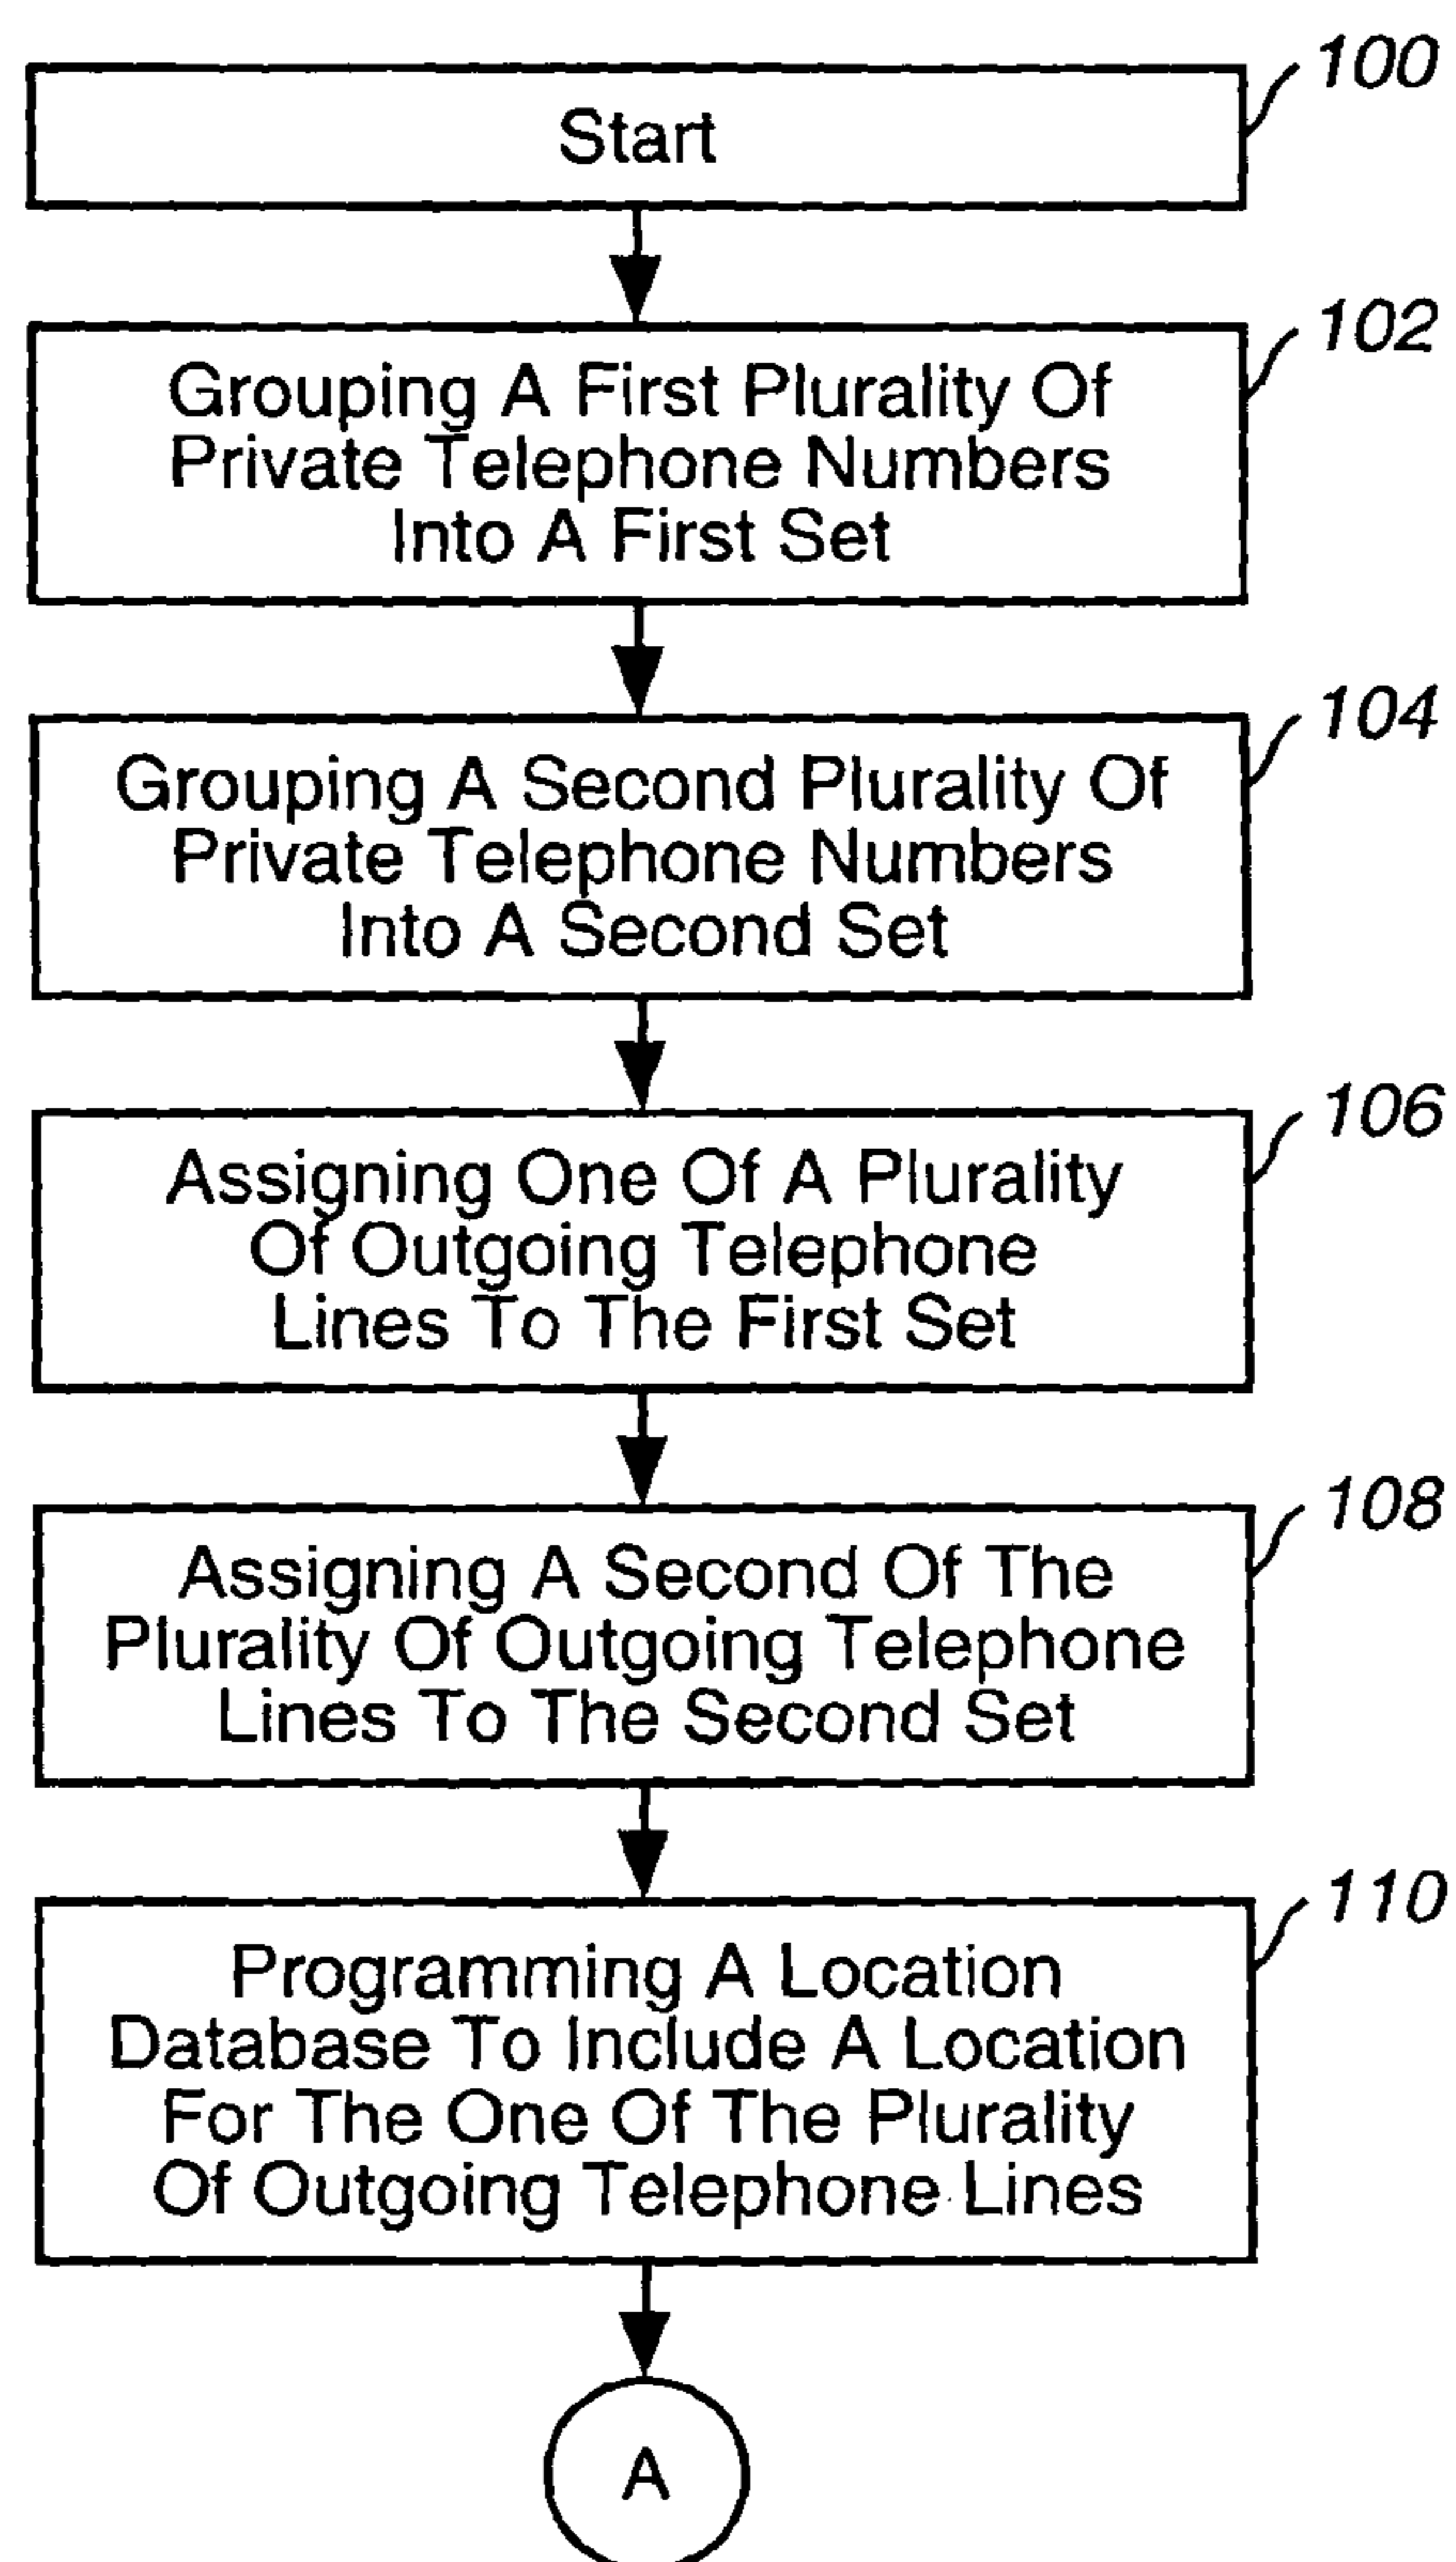 100
Start
102
Grouping A First Plurality Of
Private Telephone Numbers
Into A First Set
104
Grouping A Second Plurality Of
Private Telephone Numbers
Into A Second Set
106
Assigning One Of A Plurality
Of Outgoing Telephone
Lines To The First Set
108
Assigning A Second Of The
Plurality Of Outgoing Telephone
Lines To The Second Set
110
Programming A Location
Database To Include A Location
For The One Of The Plurality
Of Outgoing Telephone Lines
A